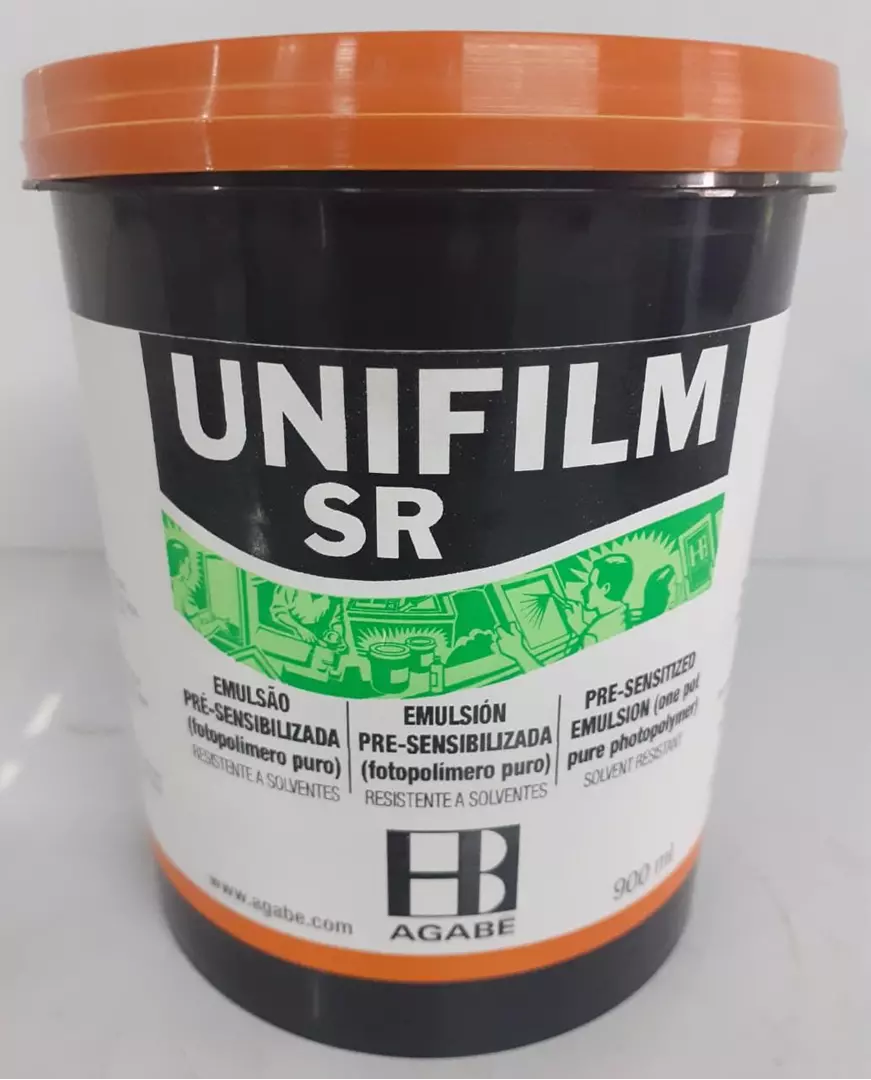 UNIFILM
SR
EMULSÃO
PRÉ-SENSIBILIZADA
(fotopolímero puro)
RESISTENTE A SOLVENTES
EMULSIÓN
PRE-SENSIBILIZADA
(fotopolímero puro)
RESISTENTE A SOLVENTES
PRE-SENSITIZED
EMULSION (one pot
pure photopolymer)
SOLVENT RESISTANT
HB
AGABE
www.agabe.com
900 ml